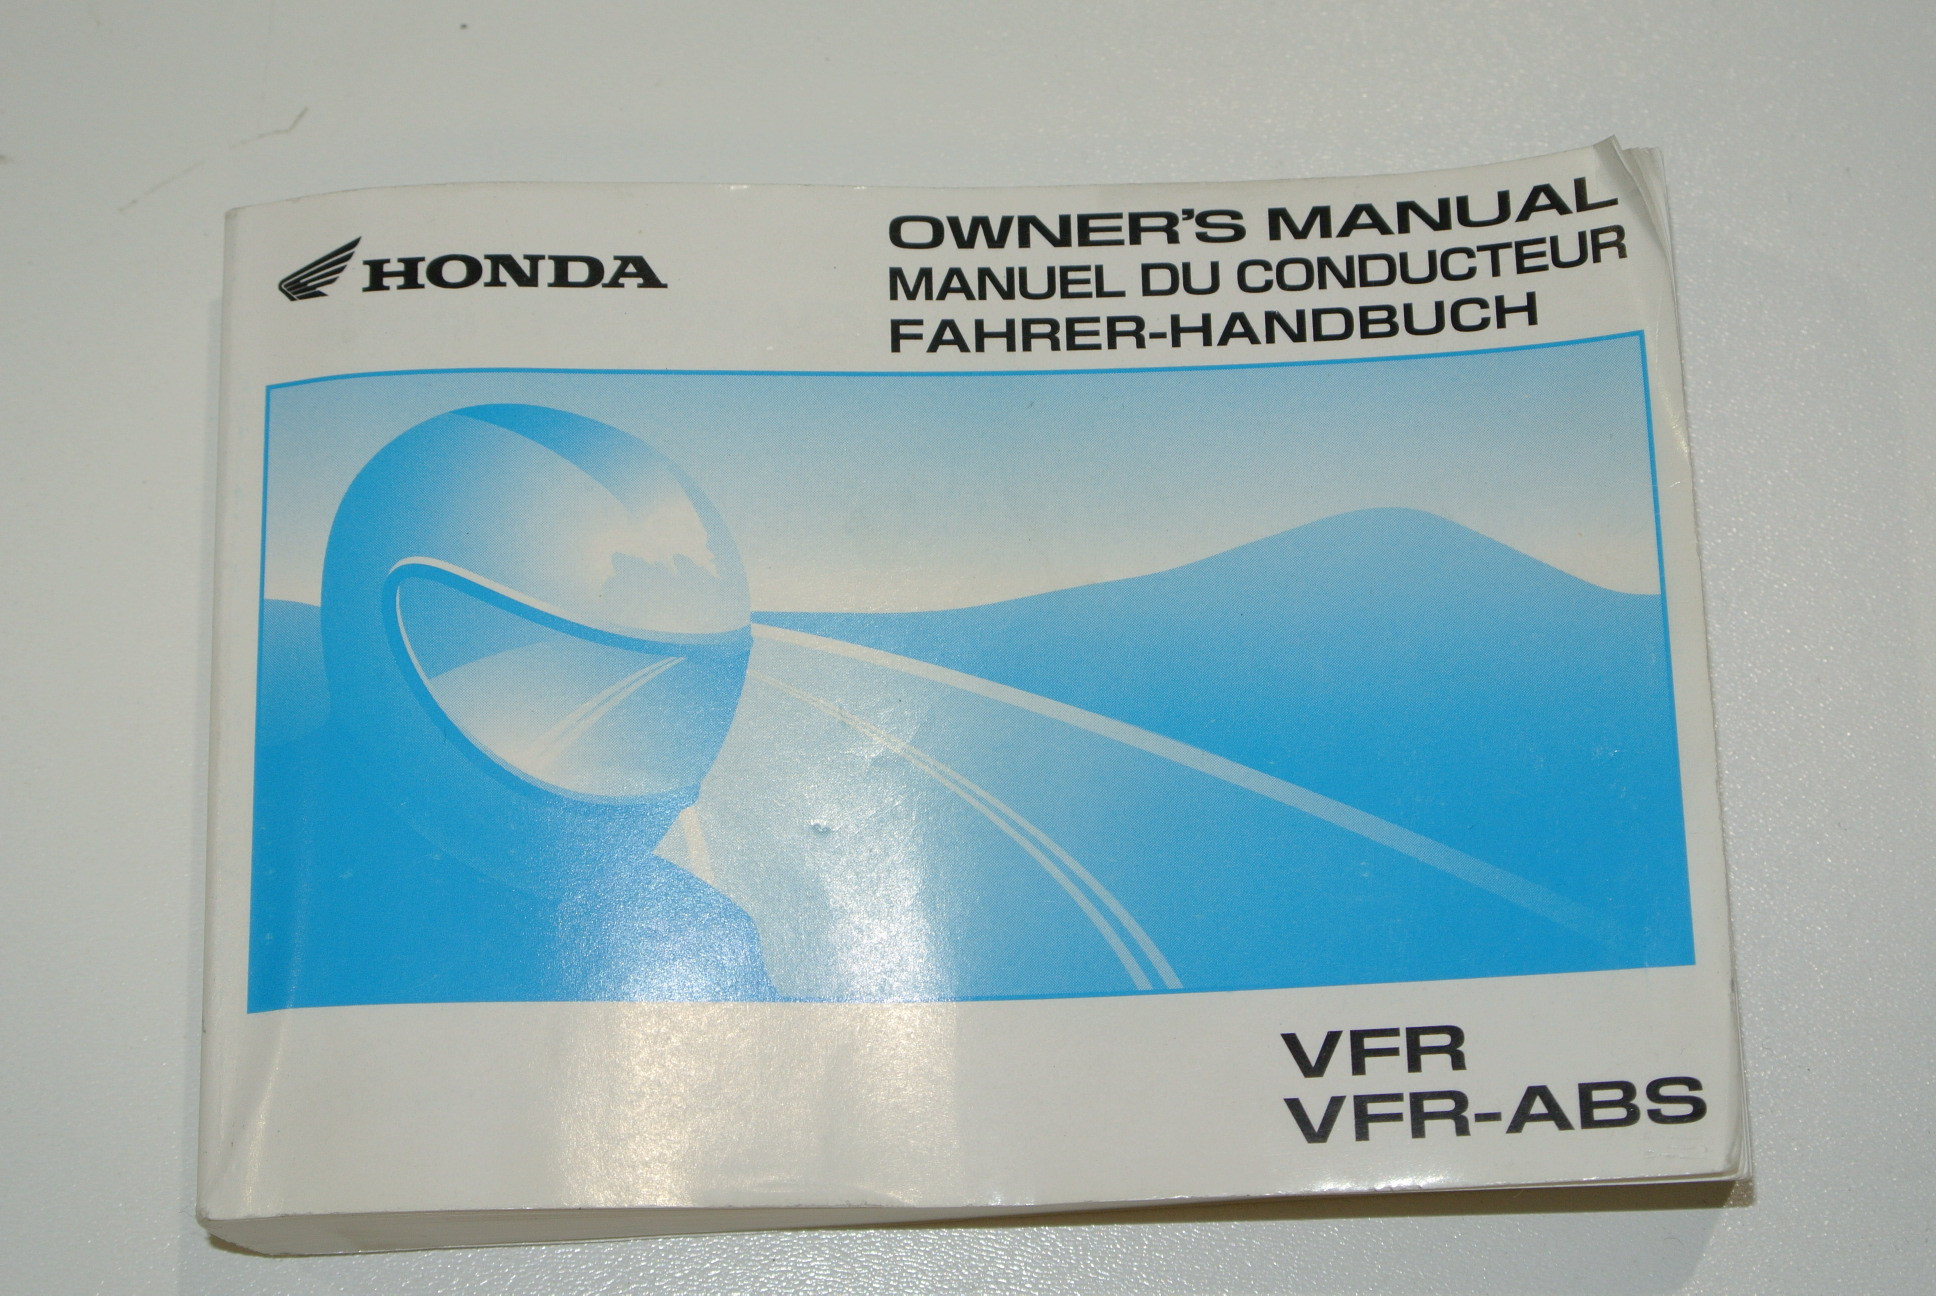 HONDA
OWNER'S MANUAL
MANUEL DU CONDUCTEUR
FAHRER-HANDBUCH
VFR
VFR-ABS